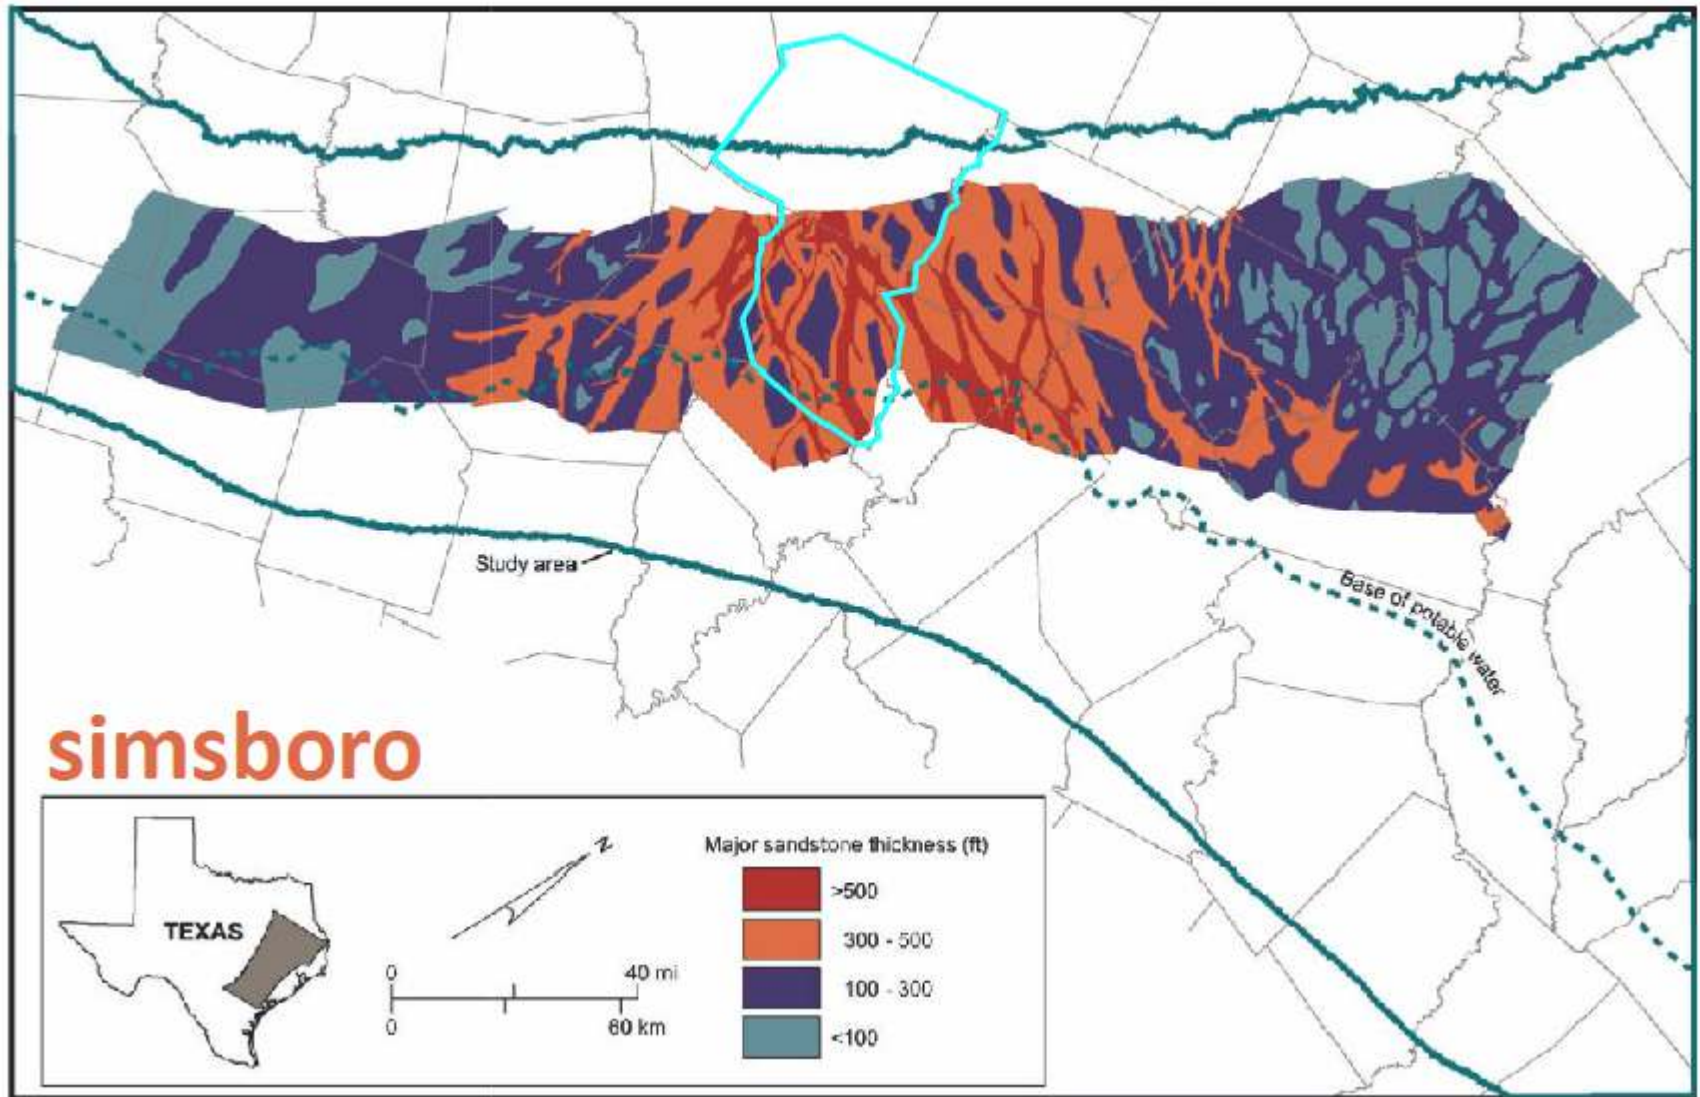 Study area
Base of potable water
simsboro
TEXAS
N
0 40 mi
0 60 km
Major sandstone thickness (ft)
>500
300 - 500
100 - 300
<100